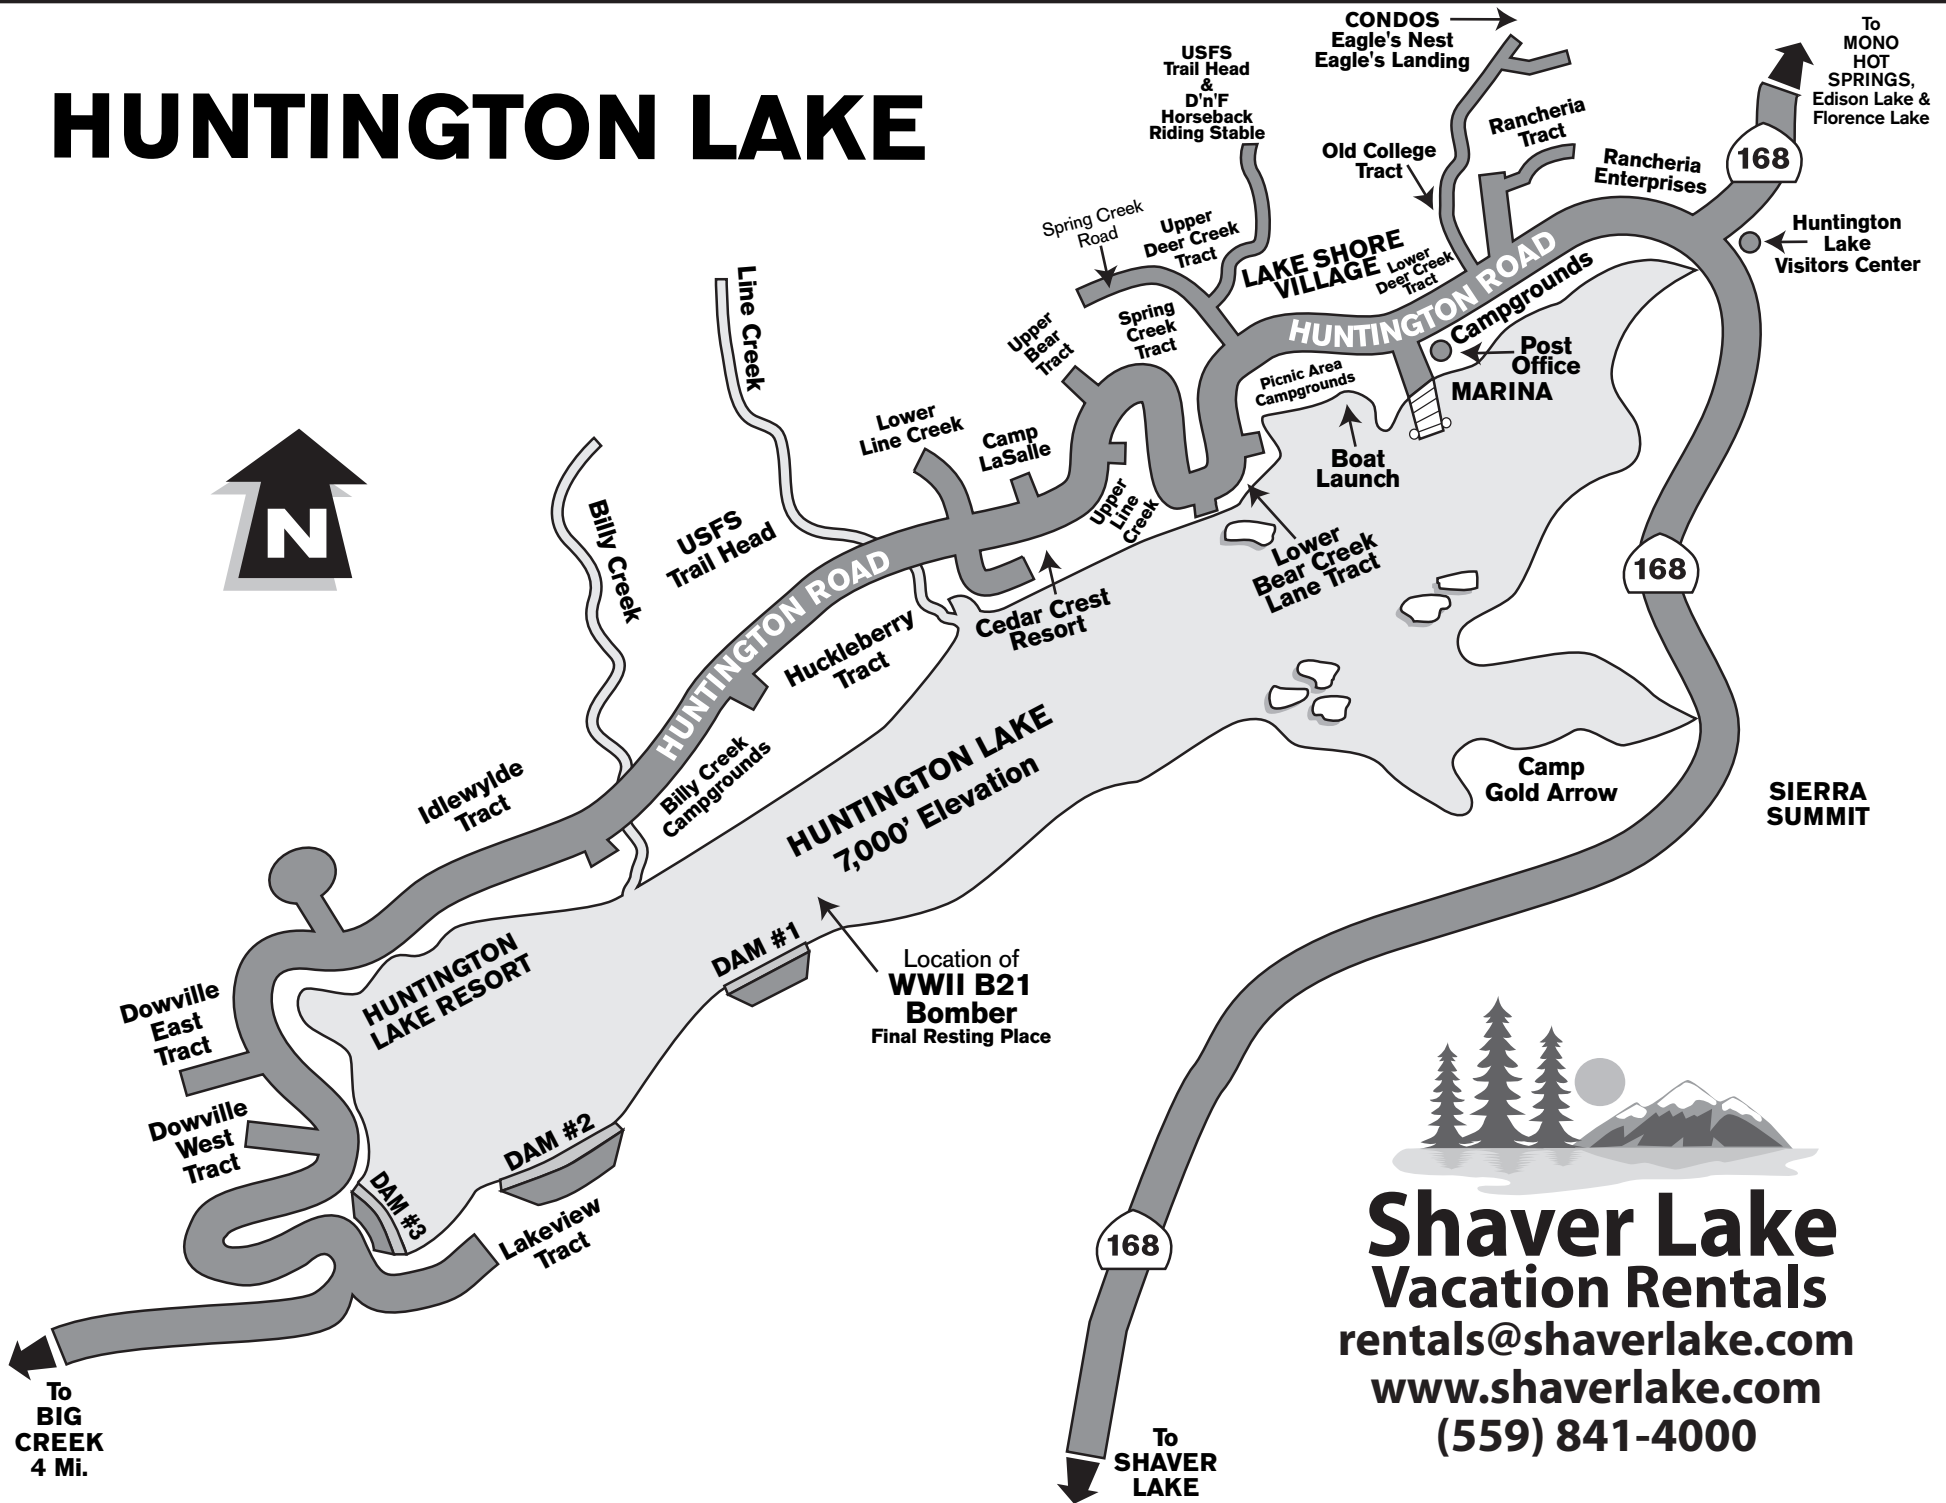 HUNTINGTON LAKE
CONDOS
Eagle's Nest
Eagle's Landing
To
MONO
HOT
SPRINGS,
Edison Lake &
Florence Lake
USFS
Trail Head
&
D'n'F
Horseback
Riding Stable
Rancheria
Tract
Old College
Tract
Rancheria
Enterprises
168
Huntington
Lake
Visitors Center
Spring Creek
Road
Upper
Deer Creek
Tract
LAKE SHORE
VILLAGE
Lower
Deer Creek
Tract
HUNTINGTON ROAD
Campgrounds
Post
Office
MARINA
Picnic Area
Campgrounds
Boat
Launch
Spring
Creek
Tract
Upper
Bear
Tract
Line Creek
Lower
Line Creek
Camp
LaSalle
Upper
Line
Creek
Lower
Bear Creek
Lane Tract
N
Billy Creek
USFS
Trail Head
HUNTINGTON ROAD
Cedar Crest
Resort
Huckleberry
Tract
168
Billy Creek
Campgrounds
Idlewylde
Tract
HUNTINGTON LAKE
7,000' Elevation
Camp
Gold Arrow
SIERRA
SUMMIT
HUNTINGTON
LAKE RESORT
DAM #1
Location of
WWII B21
Bomber
Final Resting Place
Dowville
East
Tract
Dowville
West
Tract
DAM #2
DAM #3
Lakeview
Tract
168
To
BIG
CREEK
4 Mi.
To
SHAVER
LAKE
Shaver Lake
Vacation Rentals
rentals@shaverlake.com
www.shaverlake.com
(559) 841-4000